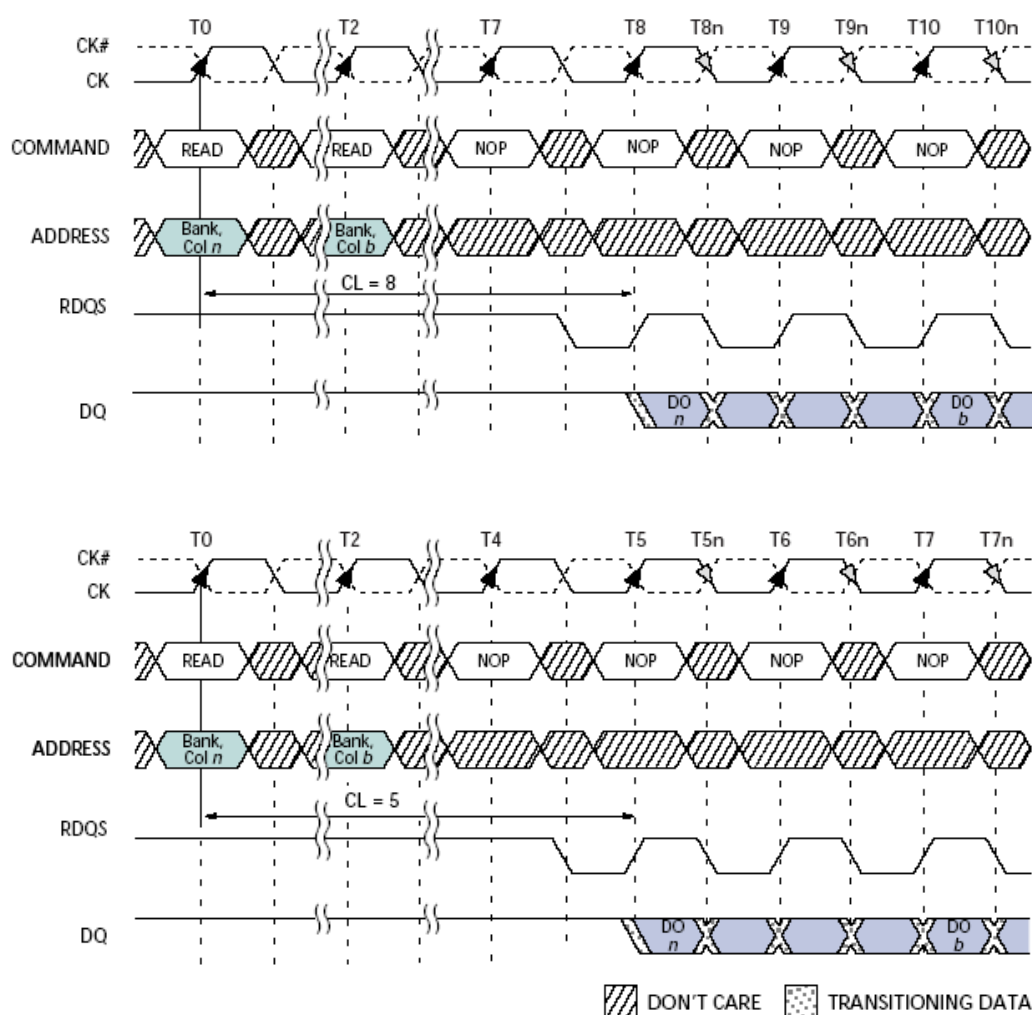 T0 T2 T7 T8 T8n T9 T9n T10 T10n
CK#
CK
COMMAND READ READ NOP NOP NOP NOP
ADDRESS Bank, Col n Bank, Col b
CL = 8
RDQS
DQ DO n DO b
T0 T2 T4 T5 T5n T6 T6n T7 T7n
CK#
CK
COMMAND READ READ NOP NOP NOP NOP
ADDRESS Bank, Col n Bank, Col b
CL = 5
RDQS
DQ DO n DO b
DON'T CARE TRANSITIONING DATA